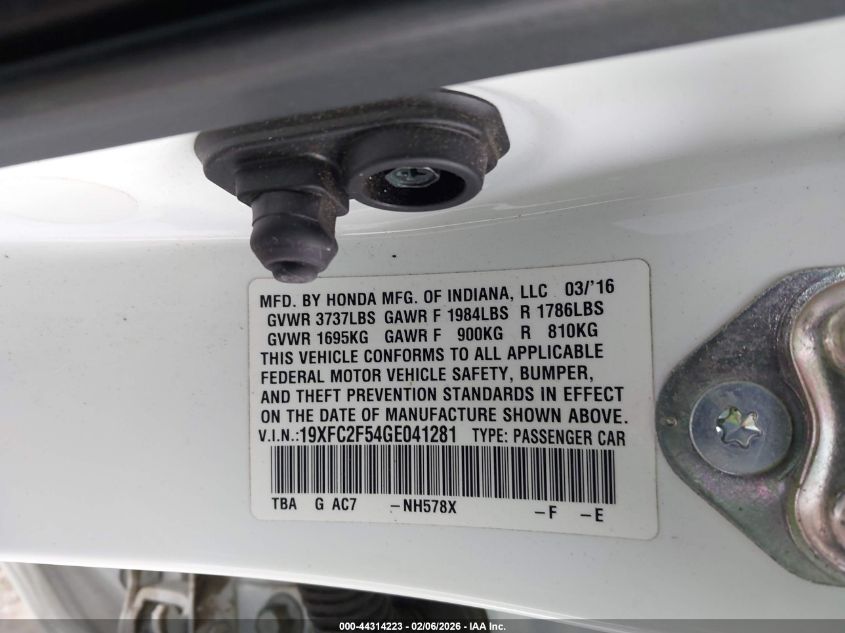 MFD. BY HONDA MFG. OF INDIANA, LLC 03/'16
GVWR 3737LBS GAWR F 1984LBS R 1786LBS
GVWR 1695KG GAWR F 900KG R 810KG
THIS VEHICLE CONFORMS TO ALL APPLICABLE
FEDERAL MOTOR VEHICLE SAFETY, BUMPER,
AND THEFT PREVENTION STANDARDS IN EFFECT
ON THE DATE OF MANUFACTURE SHOWN ABOVE.
V.I.N.:19XFC2F54GE041281 TYPE: PASSENGER CAR
TBA G AC7 -NH578X -F -E
000-44314223 - 02/06/2026 - IAA Inc.